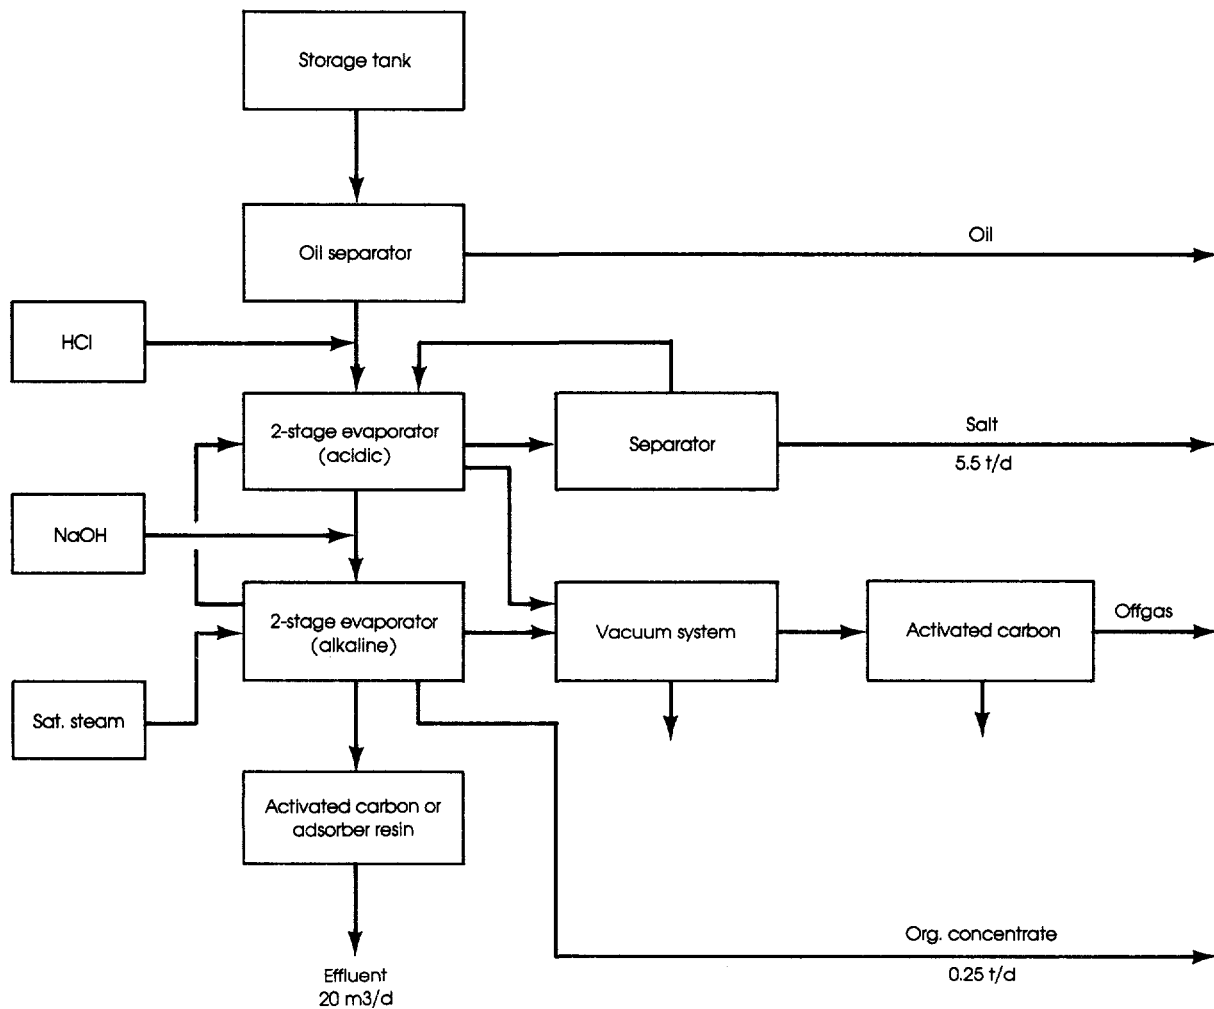 Storage tank
Oil separator
Oil
HCl
2-stage evaporator
(acidic)
Separator
Salt
5.5 t/d
NaOH
2-stage evaporator
(alkaline)
Vacuum system
Activated carbon
Offgas
Sat. steam
Activated carbon or
adsorber resin
Org. concentrate
0.25 t/d
Effluent
20 m3/d